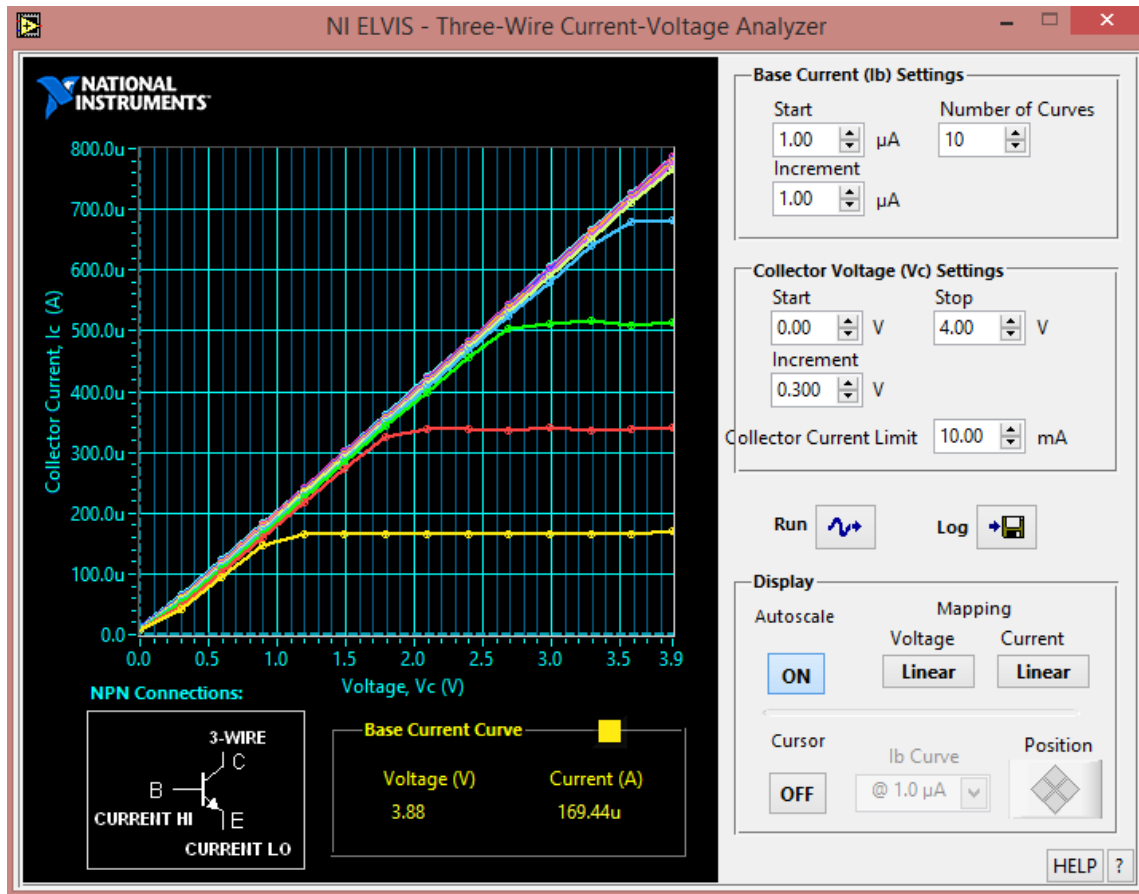 NI ELVIS - Three-Wire Current-Voltage Analyzer
NATIONAL
INSTRUMENTS
800.0u
700.0u
600.0u
500.0u
400.0u
300.0u
200.0u
100.0u
0.0
Collector Current, Ic (A)
0.0 0.5 1.0 1.5 2.0 2.5 3.0 3.5 3.9
Voltage, Vc (V)
NPN Connections:
3-WIRE
C
B
CURRENT HI
E
CURRENT LO
Base Current Curve
Voltage (V) Current (A)
3.88 169.44u
Base Current (Ib) Settings
Start Number of Curves
1.00 µA 10
Increment
1.00 µA
Collector Voltage (Vc) Settings
Start Stop
0.00 V 4.00 V
Increment
0.300 V
Collector Current Limit 10.00 mA
Run Log
Display
Autoscale Mapping
Voltage Current
ON Linear Linear
Cursor Ib Curve Position
OFF @ 1.0 µA
HELP ?